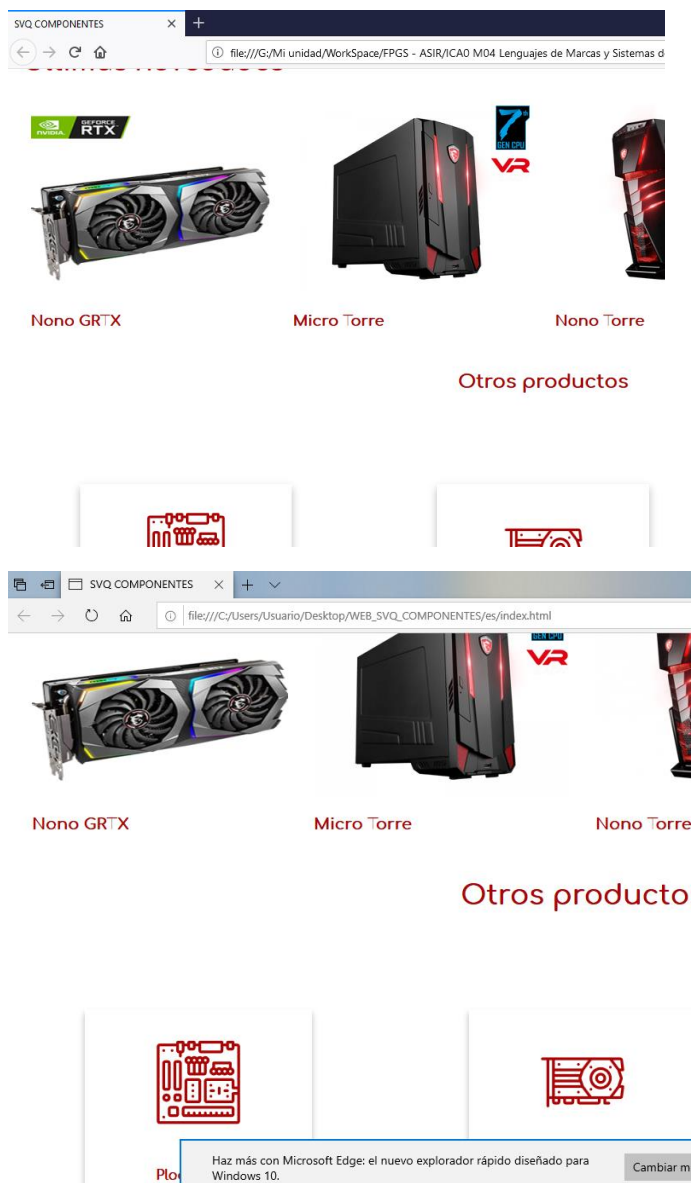 SVQ COMPONENTES
file:///G:/Mi unidad/WorkSpace/FPGS - ASIR/ICA0 M04 Lenguajes de Marcas y Sistemas d
NVIDIA. GEFORCE RTX
7th
GEN CPU
VR
Nono GRTX Micro Torre Nono Torre
Otros productos
SVQ COMPONENTES
file:///C:/Users/Usuario/Desktop/WEB_SVQ_COMPONENTES/es/index.html
GEN CPU
VR
Nono GRTX Micro Torre Nono Torre
Otros producto
Haz más con Microsoft Edge: el nuevo explorador rápido diseñado para
Windows 10.
Cambiar m